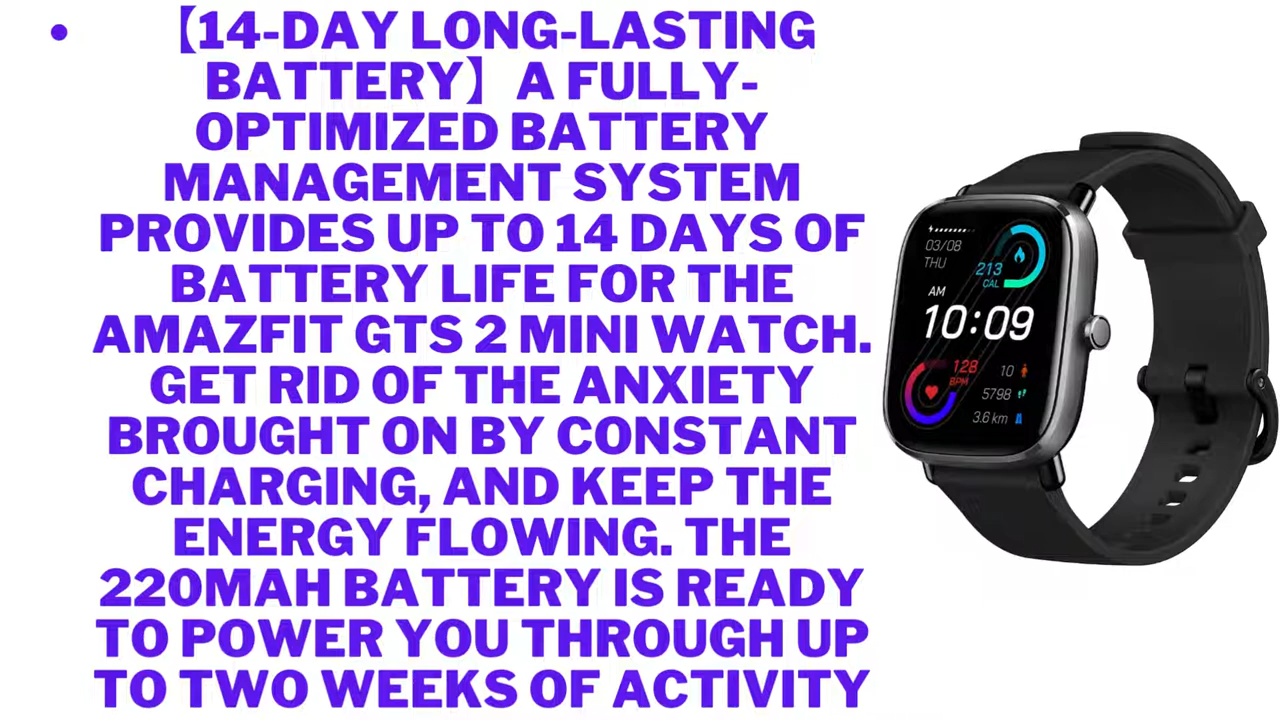 • 【14-DAY LONG-LASTING
BATTERY】 A FULLY-
OPTIMIZED BATTERY
MANAGEMENT SYSTEM
PROVIDES UP TO 14 DAYS OF
BATTERY LIFE FOR THE
AMAZFIT GTS 2 MINI WATCH.
GET RID OF THE ANXIETY
BROUGHT ON BY CONSTANT
CHARGING, AND KEEP THE
ENERGY FLOWING. THE
220MAH BATTERY IS READY
TO POWER YOU THROUGH UP
TO TWO WEEKS OF ACTIVITY
03/08
THU
213
CAL
AM
10:09
128
BPM
10
5798
3.6 km